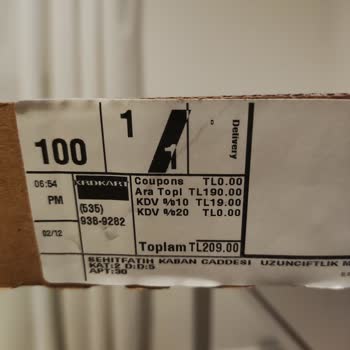 100
1/1
Delivery
06:54
PM
(535)
938-9282
02/12
Coupons TL0.00
Ara Topl TL190.00
KDV %10 TL19.00
KDV %20 TL0.00
Toplam TL209.00
SEHITFATIH KABAN CADDESI UZUNCIFTLIK
KAT:2 D:D:5
APT:30